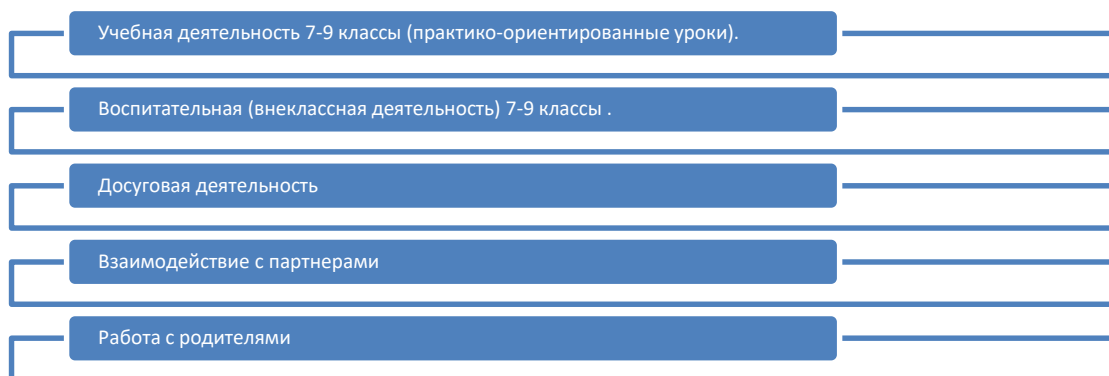 Учебная деятельность 7-9 классы (практико-ориентированные уроки).
Воспитательная (внеклассная деятельность) 7-9 классы .
Досуговая деятельность
Взаимодействие с партнерами
Работа с родителями